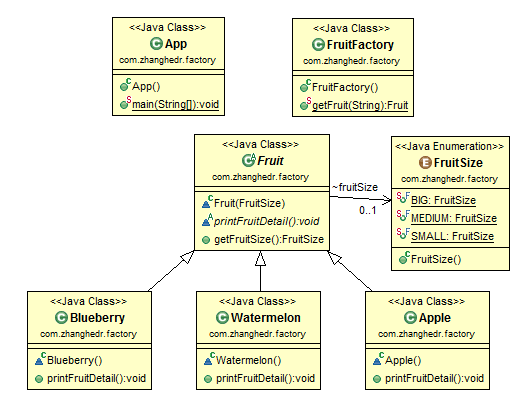 <<Java Class>>
App
com.zhanghedr.factory
App()
main(String[]):void
<<Java Class>>
FruitFactory
com.zhanghedr.factory
FruitFactory()
getFruit(String):Fruit
<<Java Class>>
Fruit
com.zhanghedr.factory
Fruit(FruitSize)
printFruitDetail():void
getFruitSize():FruitSize
~fruitSize
0..1
<<Java Enumeration>>
FruitSize
com.zhanghedr.factory
BIG: FruitSize
MEDIUM: FruitSize
SMALL: FruitSize
FruitSize()
<<Java Class>>
Blueberry
com.zhanghedr.factory
Blueberry()
printFruitDetail():void
<<Java Class>>
Watermelon
com.zhanghedr.factory
Watermelon()
printFruitDetail():void
<<Java Class>>
Apple
com.zhanghedr.factory
Apple()
printFruitDetail():void